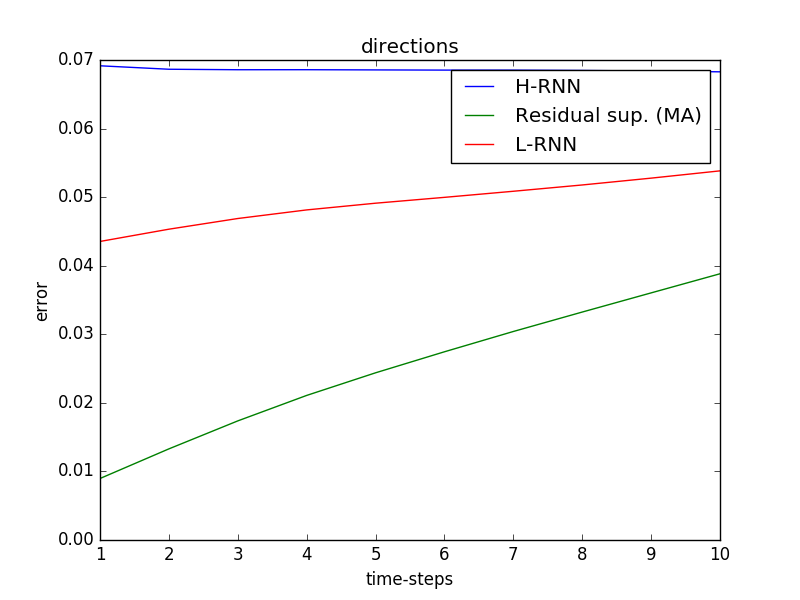 directions
0.07
0.06
0.05
0.04
0.03
0.02
0.01
0.00
error
H-RNN
Residual sup. (MA)
L-RNN
1 2 3 4 5 6 7 8 9 10
time-steps